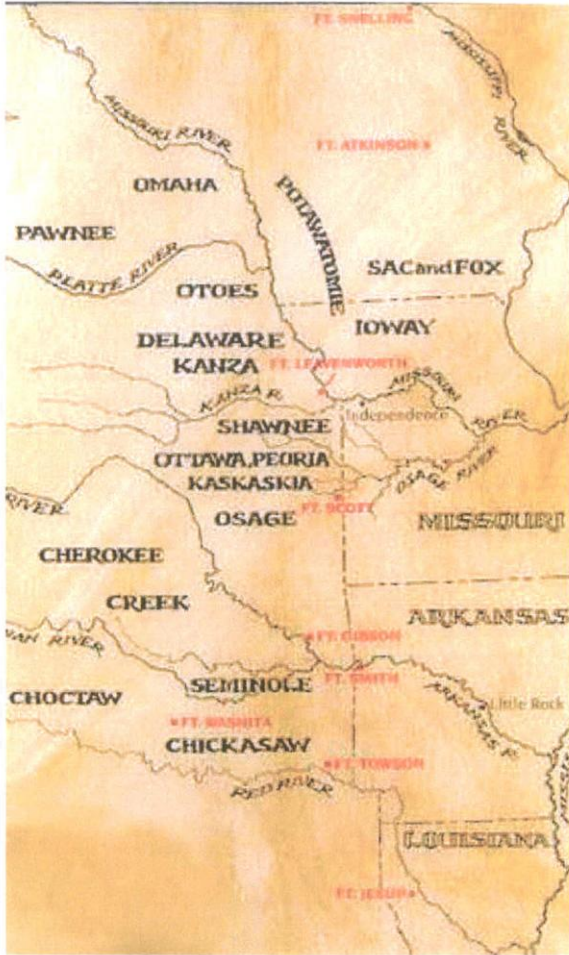 FT. SNELLING
MISSISSIPPI RIVER
MISSOURI RIVER
FT. ATKINSON
OMAHA
POTAWATOMIE
PAWNEE
PLATTE RIVER
SAC and FOX
OTOES
IOWAY
DELAWARE
KANZA
FT. LEAVENWORTH
KANZA R.
MISSOURI RIVER
Independence
SHAWNEE
OTTAWA, PEORIA
KASKASKIA
OSAGE RIVER
RIVER
OSAGE
FT. SCOTT
MISSOURI
CHEROKEE
CREEK
ARKANSAS
FT. GIBSON
RIVER
SEMINOLE
FT. SMITH
CHOCTAW
ARKANSAS R.
Little Rock
FT. WASHITA
CHICKASAW
FT. TOWSON
RED RIVER
LOUISIANA
FT. JESUP